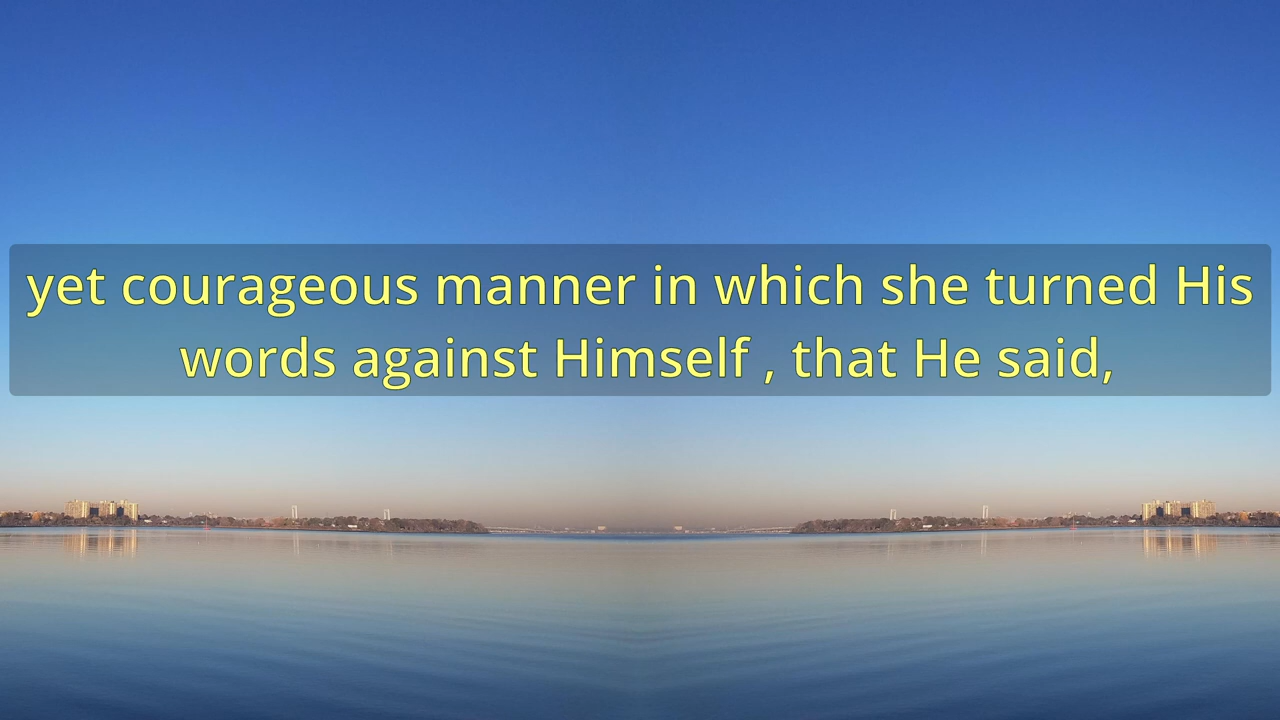 yet courageous manner in which she turned His
words against Himself , that He said,